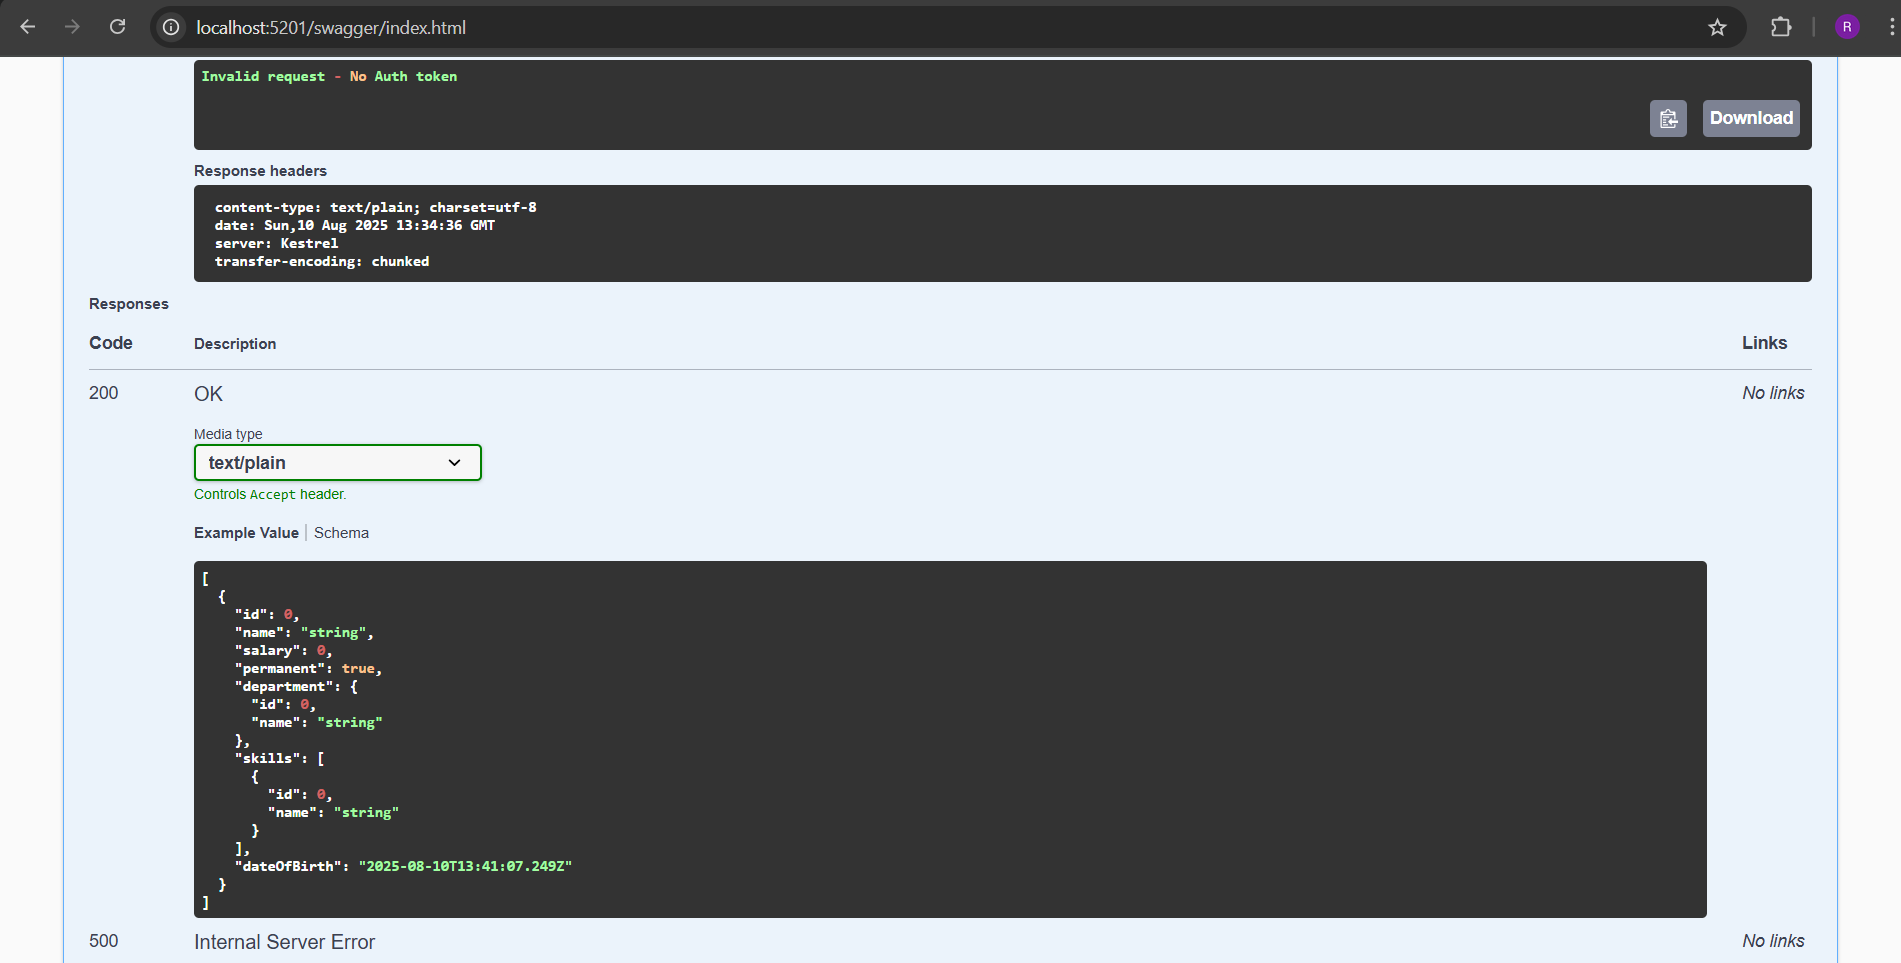 localhost:5201/swagger/index.html
R
Invalid request - No Auth token
Download
Response headers
content-type: text/plain; charset=utf-8
date: Sun,10 Aug 2025 13:34:36 GMT
server: Kestrel
transfer-encoding: chunked
Responses
Code Description Links
200 OK No links
Media type
text/plain
Controls Accept header.
Example Value | Schema
[
  {
    "id": 0,
    "name": "string",
    "salary": 0,
    "permanent": true,
    "department": {
      "id": 0,
      "name": "string"
    },
    "skills": [
      {
        "id": 0,
        "name": "string"
      }
    ],
    "dateOfBirth": "2025-08-10T13:41:07.249Z"
  }
]
500 Internal Server Error No links